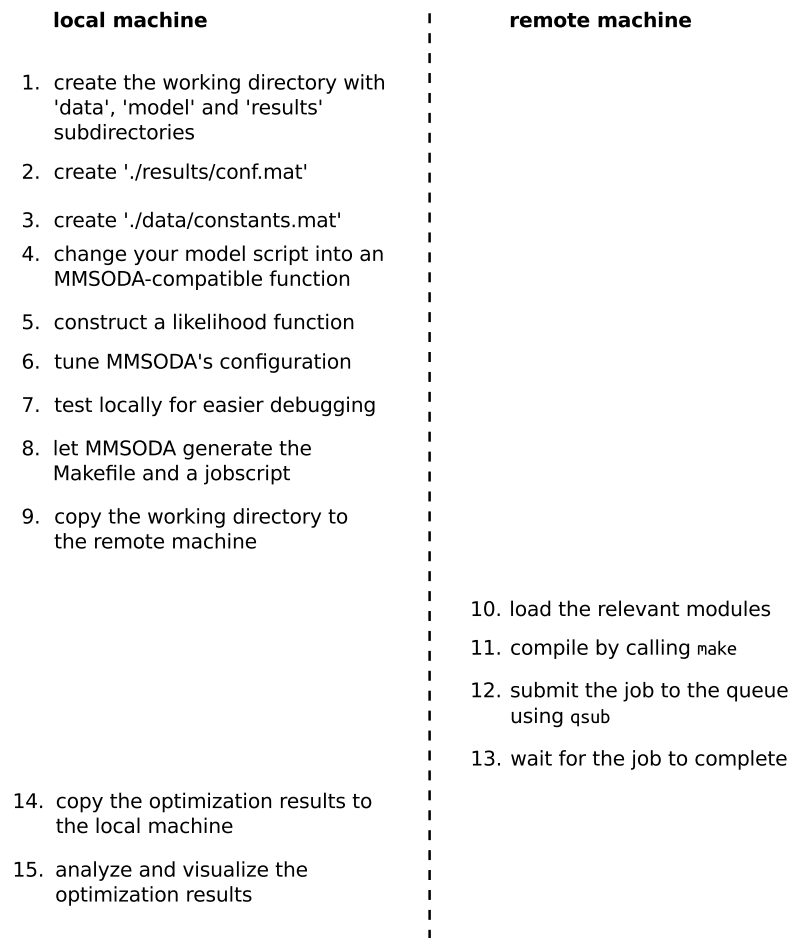 local machine
remote machine
1. create the working directory with
'data', 'model' and 'results'
subdirectories
2. create './results/conf.mat'
3. create './data/constants.mat'
4. change your model script into an
MMSODA-compatible function
5. construct a likelihood function
6. tune MMSODA's configuration
7. test locally for easier debugging
8. let MMSODA generate the
Makefile and a jobscript
9. copy the working directory to
the remote machine
10. load the relevant modules
11. compile by calling make
12. submit the job to the queue
using qsub
13. wait for the job to complete
14. copy the optimization results to
the local machine
15. analyze and visualize the
optimization results